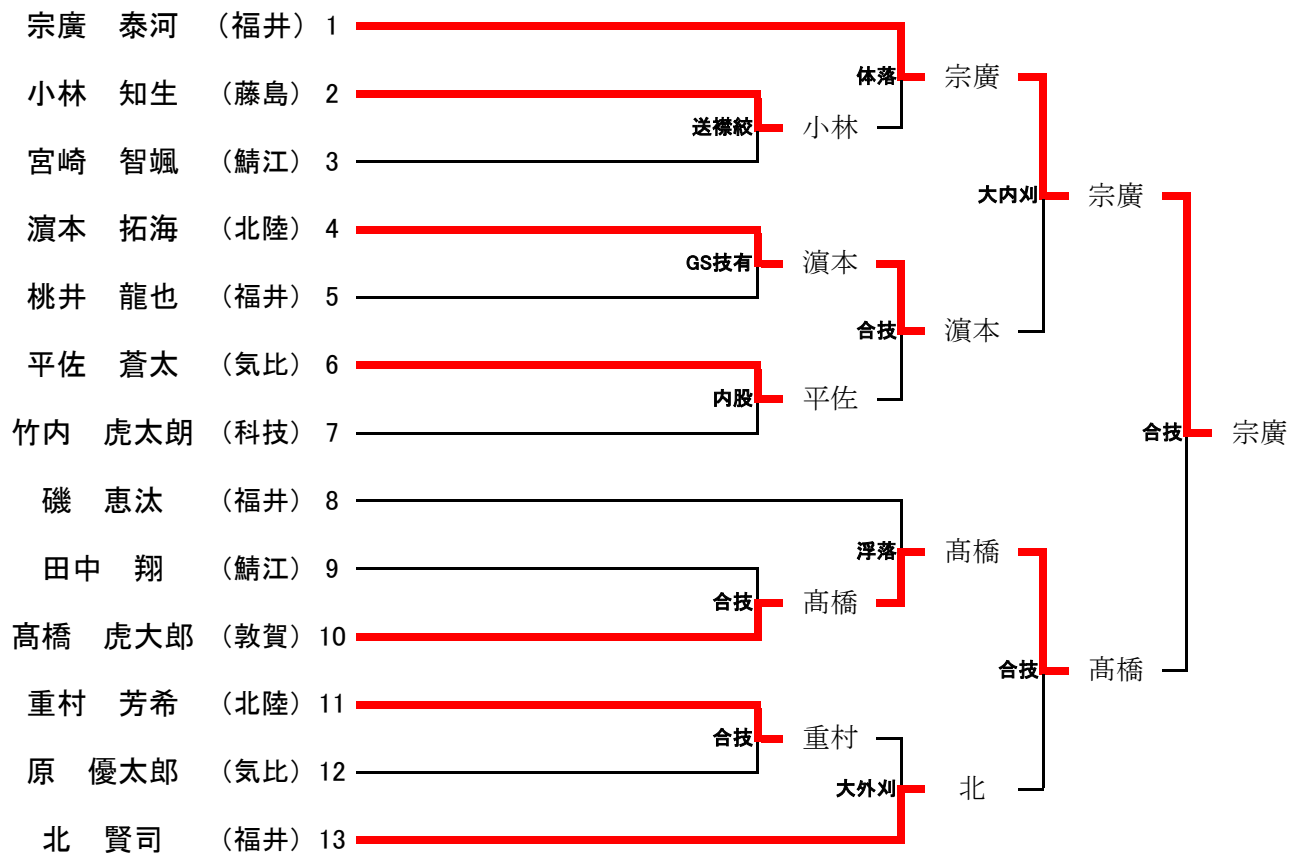 宗廣　泰河　（福井） 1
体落　宗廣
小林　知生　（藤島） 2
送襟絞　小林
宮崎　智颯　（鯖江） 3
大内刈　宗廣
濵本　拓海　（北陸） 4
GS技有　濵本
桃井　龍也　（福井） 5
合技　濵本
平佐　蒼太　（気比） 6
内股　平佐
竹内　虎太朗　（科技） 7
合技　宗廣
磯　恵汰　（福井） 8
浮落　髙橋
田中　翔　（鯖江） 9
合技　髙橋
髙橋　虎大郎　（敦賀） 10
合技　髙橋
重村　芳希　（北陸） 11
合技　重村
原　優太郎　（気比） 12
大外刈　北
北　賢司　（福井） 13